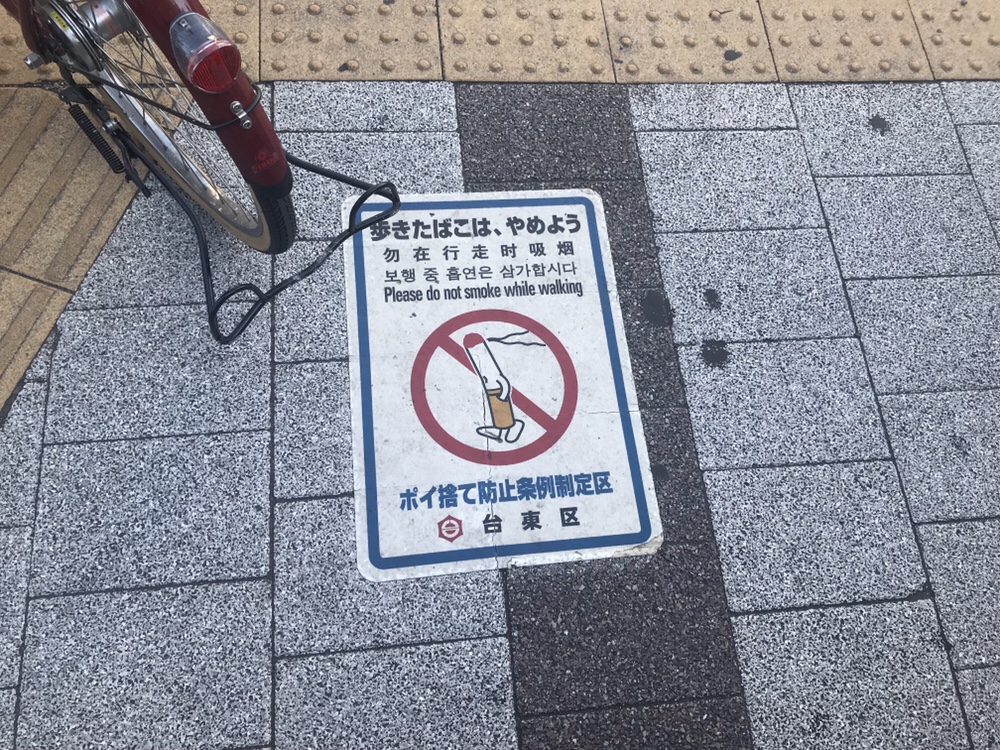 歩きたばこは、やめよう
勿在行走时吸烟
보행 중 흡연은 삼가합시다
Please do not smoke while walking
ポイ捨て防止条例制定区
台東区